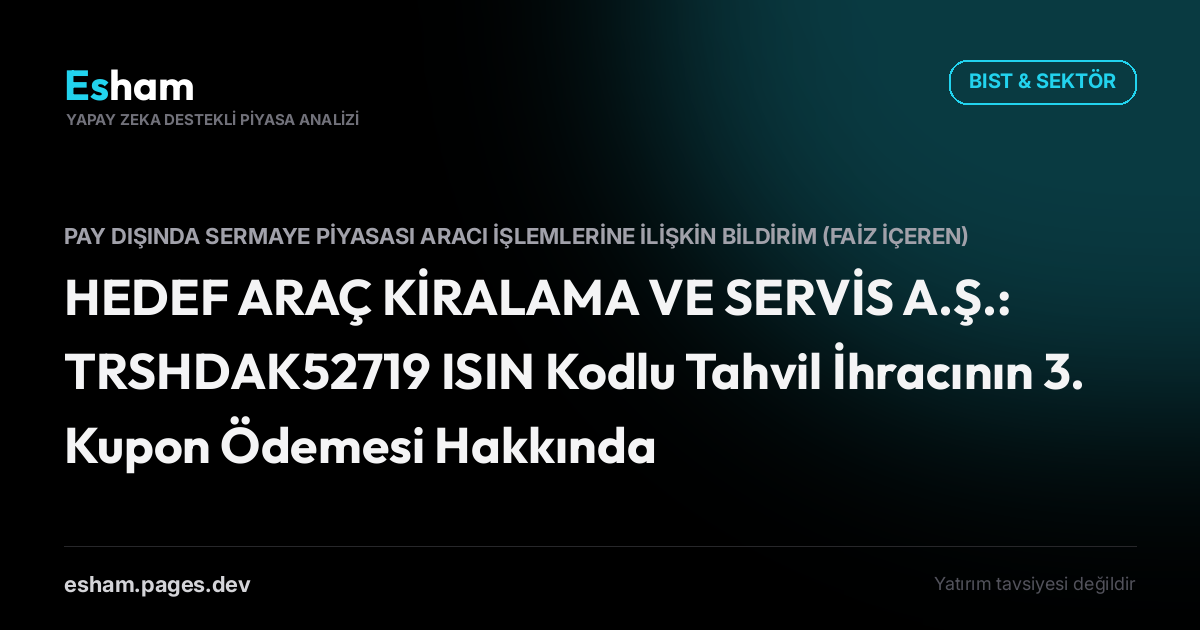 Esham
BIST & SEKTÖR
YAPAY ZEKA DESTEKLİ PİYASA ANALİZİ
PAY DIŞINDA SERMAYE PİYASASI ARACI İŞLEMLERİNE İLİŞKİN BİLDİRİM (FAİZ İÇEREN)
HEDEF ARAÇ KİRALAMA VE SERVİS A.Ş.:
TRSHDAK52719 ISIN Kodlu Tahvil İhracının 3.
Kupon Ödemesi Hakkında
esham.pages.dev
Yatırım tavsiyesi değildir